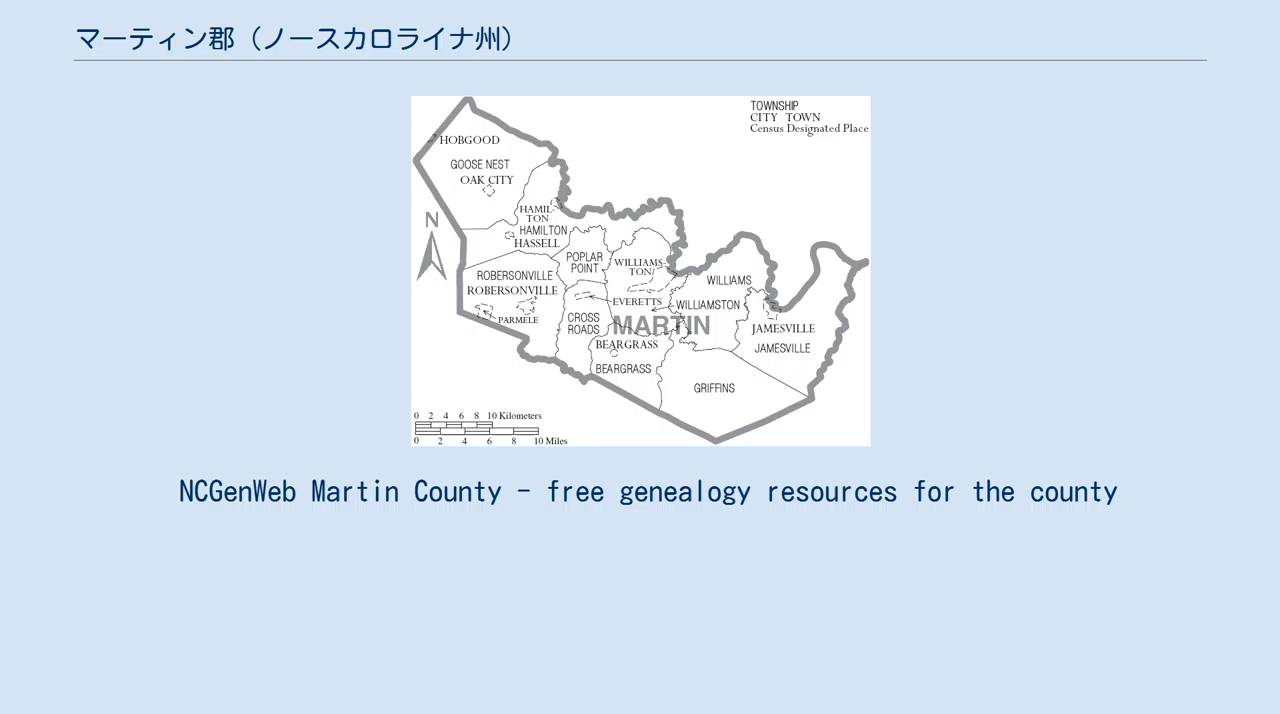 マーティン郡（ノースカロライナ州）
TOWNSHIP
CITY TOWN
Census Designated Place
HOBGOOD
GOOSE NEST
OAK CITY
N
HAMIL-
TON
HAMILTON
HASSELL
POPLAR
POINT
WILLIAMS-
TON
ROBERSONVILLE
ROBERSONVILLE
WILLIAMS
EVERETTS
WILLIAMSTON
PARMELE
CROSS
ROADS
MARTIN
JAMESVILLE
BEARGRASS
JAMESVILLE
BEARGRASS
GRIFFINS
0 2 4 6 8 10 Kilometers
0 2 4 6 8 10 Miles
NCGenWeb Martin County - free genealogy resources for the county